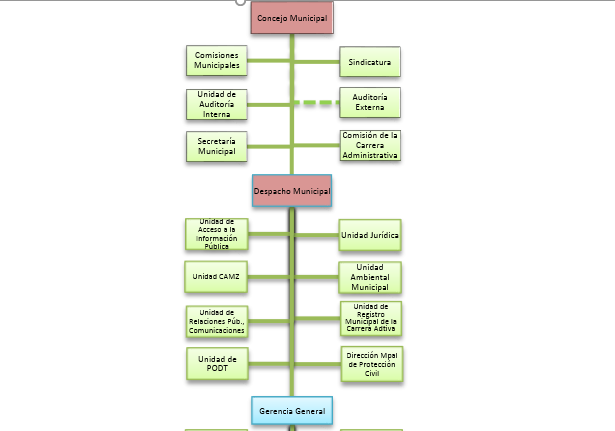 Concejo Municipal
Comisiones
Municipales
Sindicatura
Unidad de
Auditoría
Interna
Auditoría
Externa
Secretaría
Municipal
Comisión de la
Carrera
Administrativa
Despacho Municipal
Unidad de
Acceso a la
Información
Pública
Unidad Jurídica
Unidad CAMZ
Unidad
Ambiental
Municipal
Unidad de
Relaciones Púb.,
Comunicaciones
Unidad de
Registro
Municipal de la
Carrera Adtiva
Unidad de
PODT
Dirección Mpal
de Protección
Civil
Gerencia General